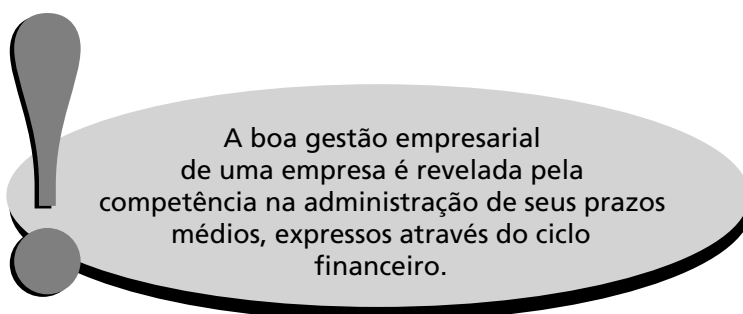 A boa gestão empresarial
de uma empresa é revelada pela
competência na administração de seus prazos
médios, expressos através do ciclo
financeiro.